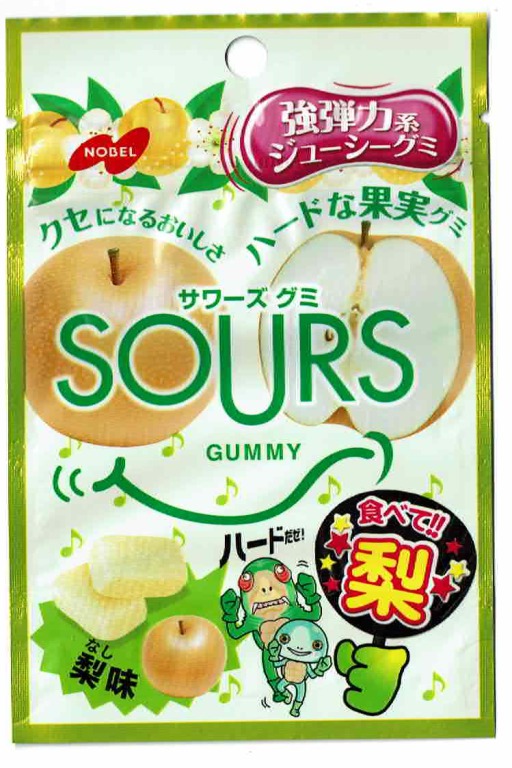 NOBEL
強弾力系
ジューシーグミ
クセになるおいしさ
ハードな果実グミ
サワーズ グミ
SOURS
GUMMY
ハードだぜ!
食べて!!
梨
なし
梨味